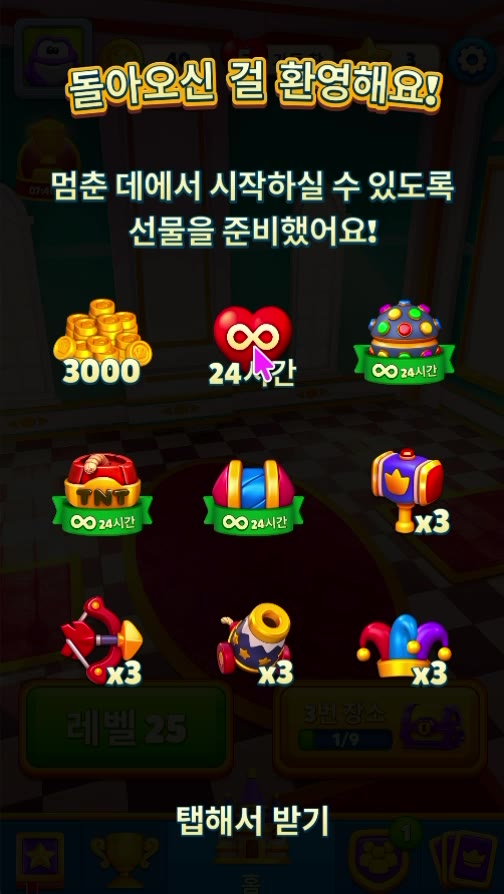 돌아오신 걸 환영해요!
멈춘 데에서 시작하실 수 있도록
선물을 준비했어요!
3000
24시간
∞ 24시간
TNT
∞ 24시간
∞ 24시간
x3
x3
x3
x3
레벨 25
3번 장소
1/9
탭해서 받기
1
홈